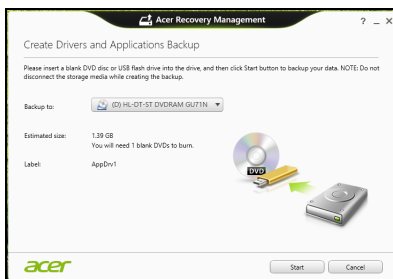 Acer Recovery Management
? _ X
Create Drivers and Applications Backup
Please insert a blank DVD disc or USB flash drive into the drive, and then click Start button to backup your data. NOTE: Do not
disconnect the storage media while creating the backup.
Backup to: (D) HL-DT-ST DVDRAM GU71N
Estimated size: 1.39 GB
You will need 1 blank DVDs to burn.
Label: AppDrv1
DVD
acer Start Cancel